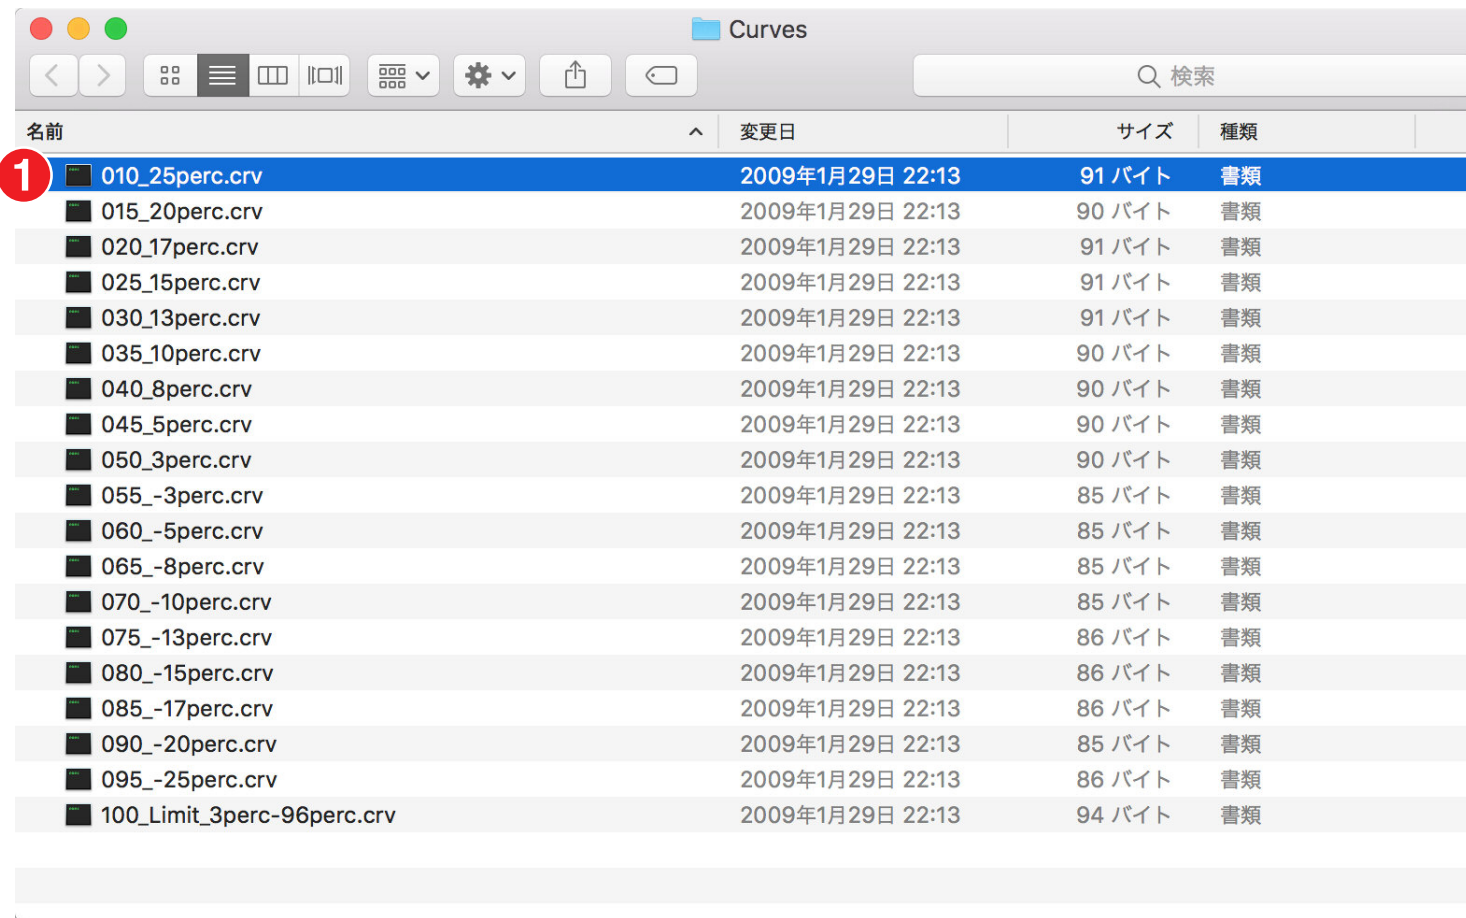 Curves
検索
名前 変更日 サイズ 種類
1 010_25perc.crv 2009年1月29日 22:13 91 バイト 書類
015_20perc.crv 2009年1月29日 22:13 90 バイト 書類
020_17perc.crv 2009年1月29日 22:13 91 バイト 書類
025_15perc.crv 2009年1月29日 22:13 91 バイト 書類
030_13perc.crv 2009年1月29日 22:13 91 バイト 書類
035_10perc.crv 2009年1月29日 22:13 90 バイト 書類
040_8perc.crv 2009年1月29日 22:13 90 バイト 書類
045_5perc.crv 2009年1月29日 22:13 90 バイト 書類
050_3perc.crv 2009年1月29日 22:13 90 バイト 書類
055_-3perc.crv 2009年1月29日 22:13 85 バイト 書類
060_-5perc.crv 2009年1月29日 22:13 85 バイト 書類
065_-8perc.crv 2009年1月29日 22:13 85 バイト 書類
070_-10perc.crv 2009年1月29日 22:13 85 バイト 書類
075_-13perc.crv 2009年1月29日 22:13 86 バイト 書類
080_-15perc.crv 2009年1月29日 22:13 86 バイト 書類
085_-17perc.crv 2009年1月29日 22:13 86 バイト 書類
090_-20perc.crv 2009年1月29日 22:13 85 バイト 書類
095_-25perc.crv 2009年1月29日 22:13 86 バイト 書類
100_Limit_3perc-96perc.crv 2009年1月29日 22:13 94 バイト 書類